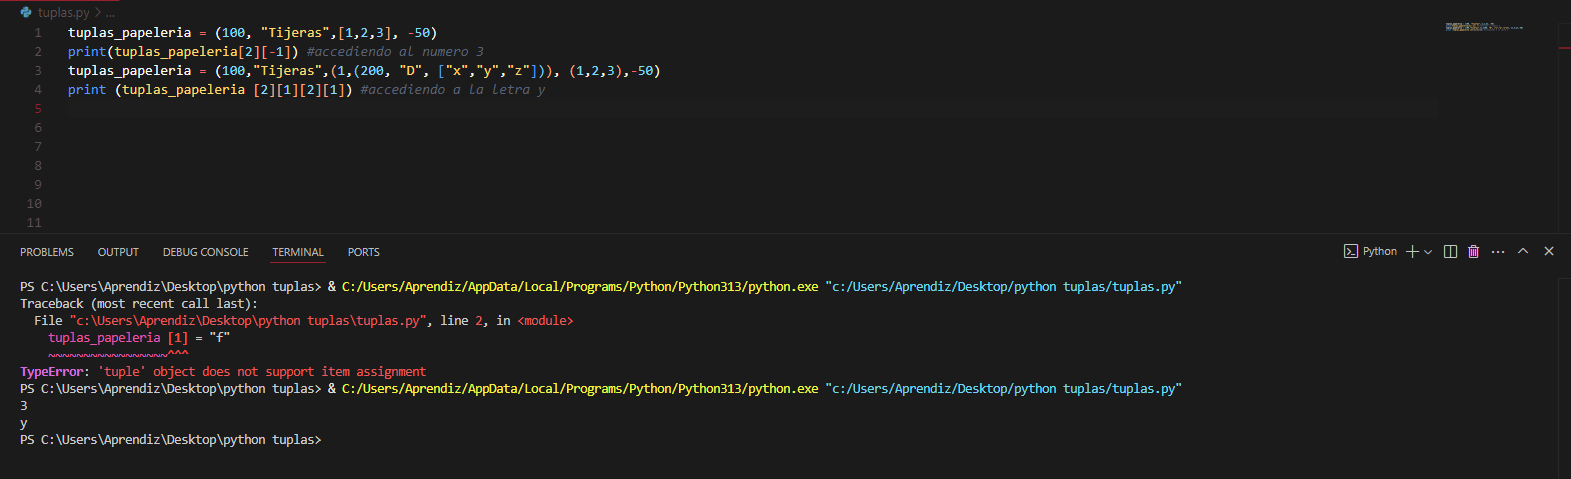 tuplas.py > ...
1 tuplas_papeleria = (100, "Tijeras",[1,2,3], -50)
2 print(tuplas_papeleria[2][-1]) #accediendo al numero 3
3 tuplas_papeleria = (100,"Tijeras",(1,(200, "D", ["x","y","z"])), (1,2,3),-50)
4 print (tuplas_papeleria [2][1][2][1]) #accediendo a la letra y
5
6
7
8
9
10
11
PROBLEMS OUTPUT DEBUG CONSOLE TERMINAL PORTS Python
PS C:\Users\Aprendiz\Desktop\python tuplas> & C:/Users/Aprendiz/AppData/Local/Programs/Python/Python313/python.exe "c:/Users/Aprendiz/Desktop/python tuplas/tuplas.py"
Traceback (most recent call last):
  File "c:\Users\Aprendiz\Desktop\python tuplas\tuplas.py", line 2, in <module>
    tuplas_papeleria [1] = "f"
    ~~~~~~~~~~~~~~~~~^^^
TypeError: 'tuple' object does not support item assignment
PS C:\Users\Aprendiz\Desktop\python tuplas> & C:/Users/Aprendiz/AppData/Local/Programs/Python/Python313/python.exe "c:/Users/Aprendiz/Desktop/python tuplas/tuplas.py"
3
y
PS C:\Users\Aprendiz\Desktop\python tuplas>